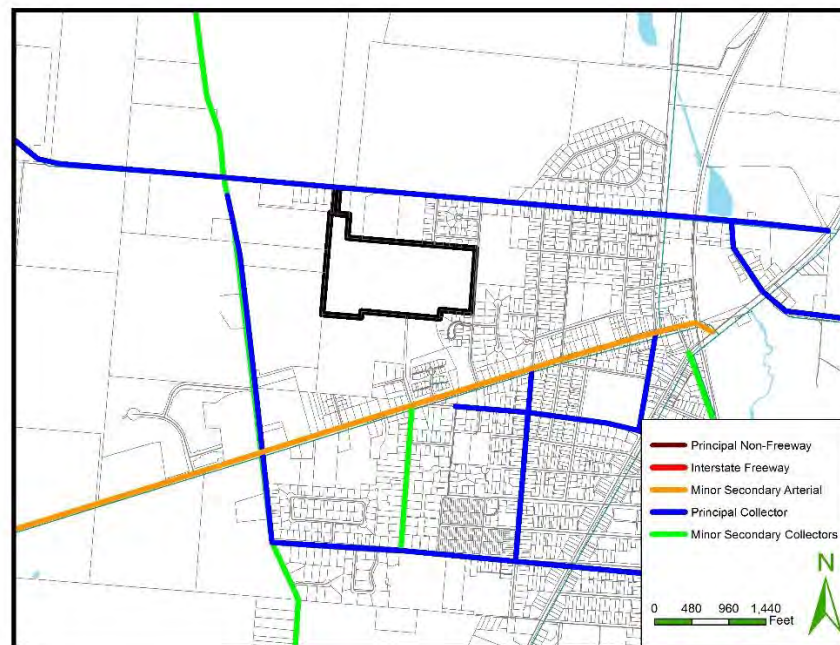 Principal Non-Freeway
Interstate Freeway
Minor Secondary Arterial
Principal Collector
Minor Secondary Collectors
N
0 480 960 1,440
Feet